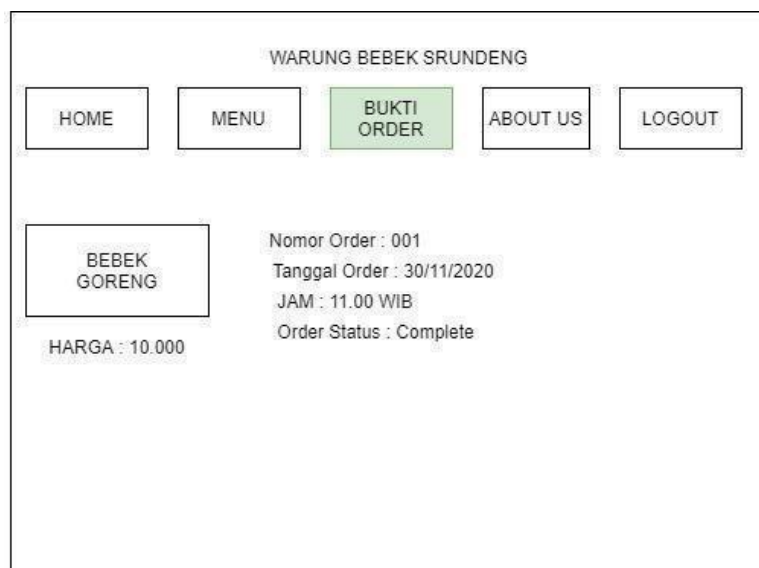 WARUNG BEBEK SRUNDENG
HOME
MENU
BUKTI
ORDER
ABOUT US
LOGOUT
BEBEK
GORENG
HARGA : 10.000
Nomor Order : 001
Tanggal Order : 30/11/2020
JAM : 11.00 WIB
Order Status : Complete